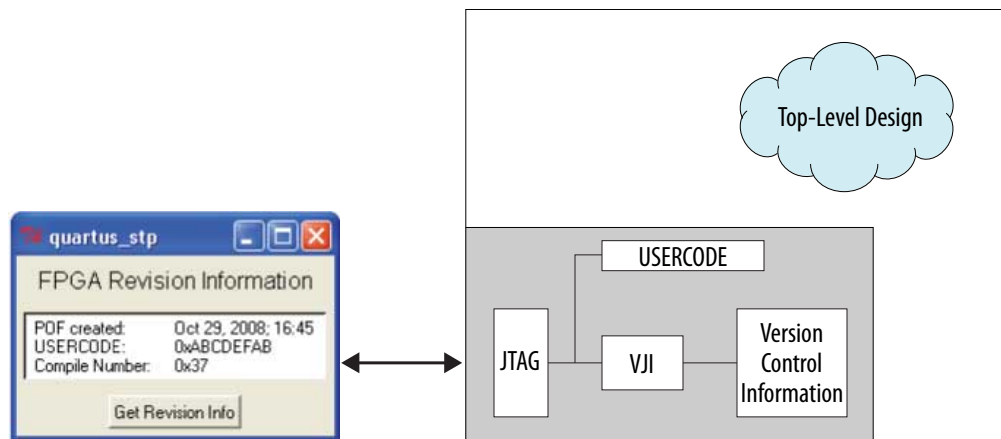 Top-Level Design
quartus_stp
FPGA Revision Information
POF created: Oct 29, 2008; 16:45
USERCODE: 0xABCDEFAB
Compile Number: 0x37
Get Revision Info
USERCODE
JTAG
VJI
Version
Control
Information